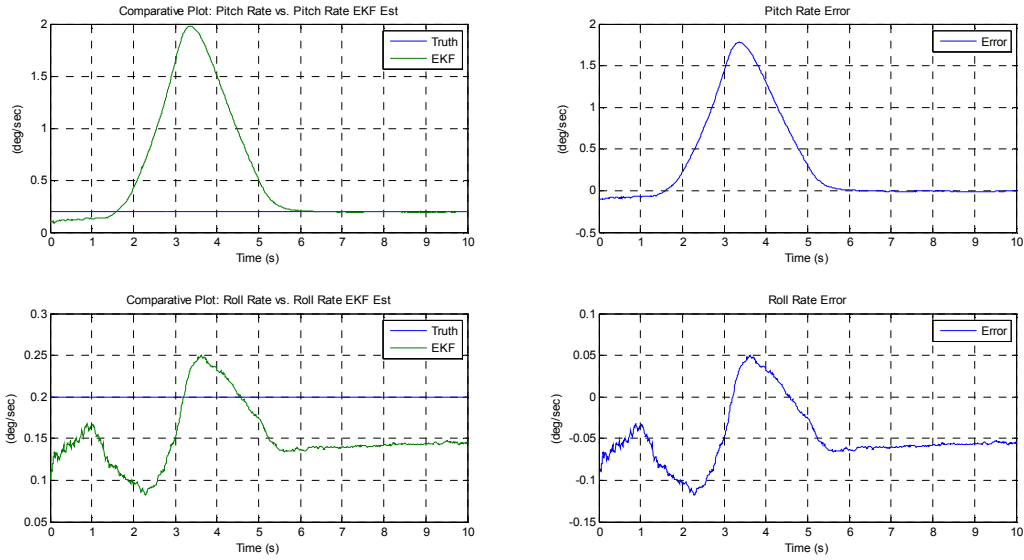 Comparative Plot: Pitch Rate vs. Pitch Rate EKF Est
2
1.5
1
0.5
0
(deg/sec)
Truth
EKF
0 1 2 3 4 5 6 7 8 9 10
Time (s)
Pitch Rate Error
2
1.5
1
0.5
0
-0.5
(deg/sec)
Error
0 1 2 3 4 5 6 7 8 9 10
Time (s)
Comparative Plot: Roll Rate vs. Roll Rate EKF Est
0.3
0.25
0.2
0.15
0.1
0.05
(deg/sec)
Truth
EKF
0 1 2 3 4 5 6 7 8 9 10
Time (s)
Roll Rate Error
0.1
0.05
0
-0.05
-0.1
-0.15
(deg/sec)
Error
0 1 2 3 4 5 6 7 8 9 10
Time (s)